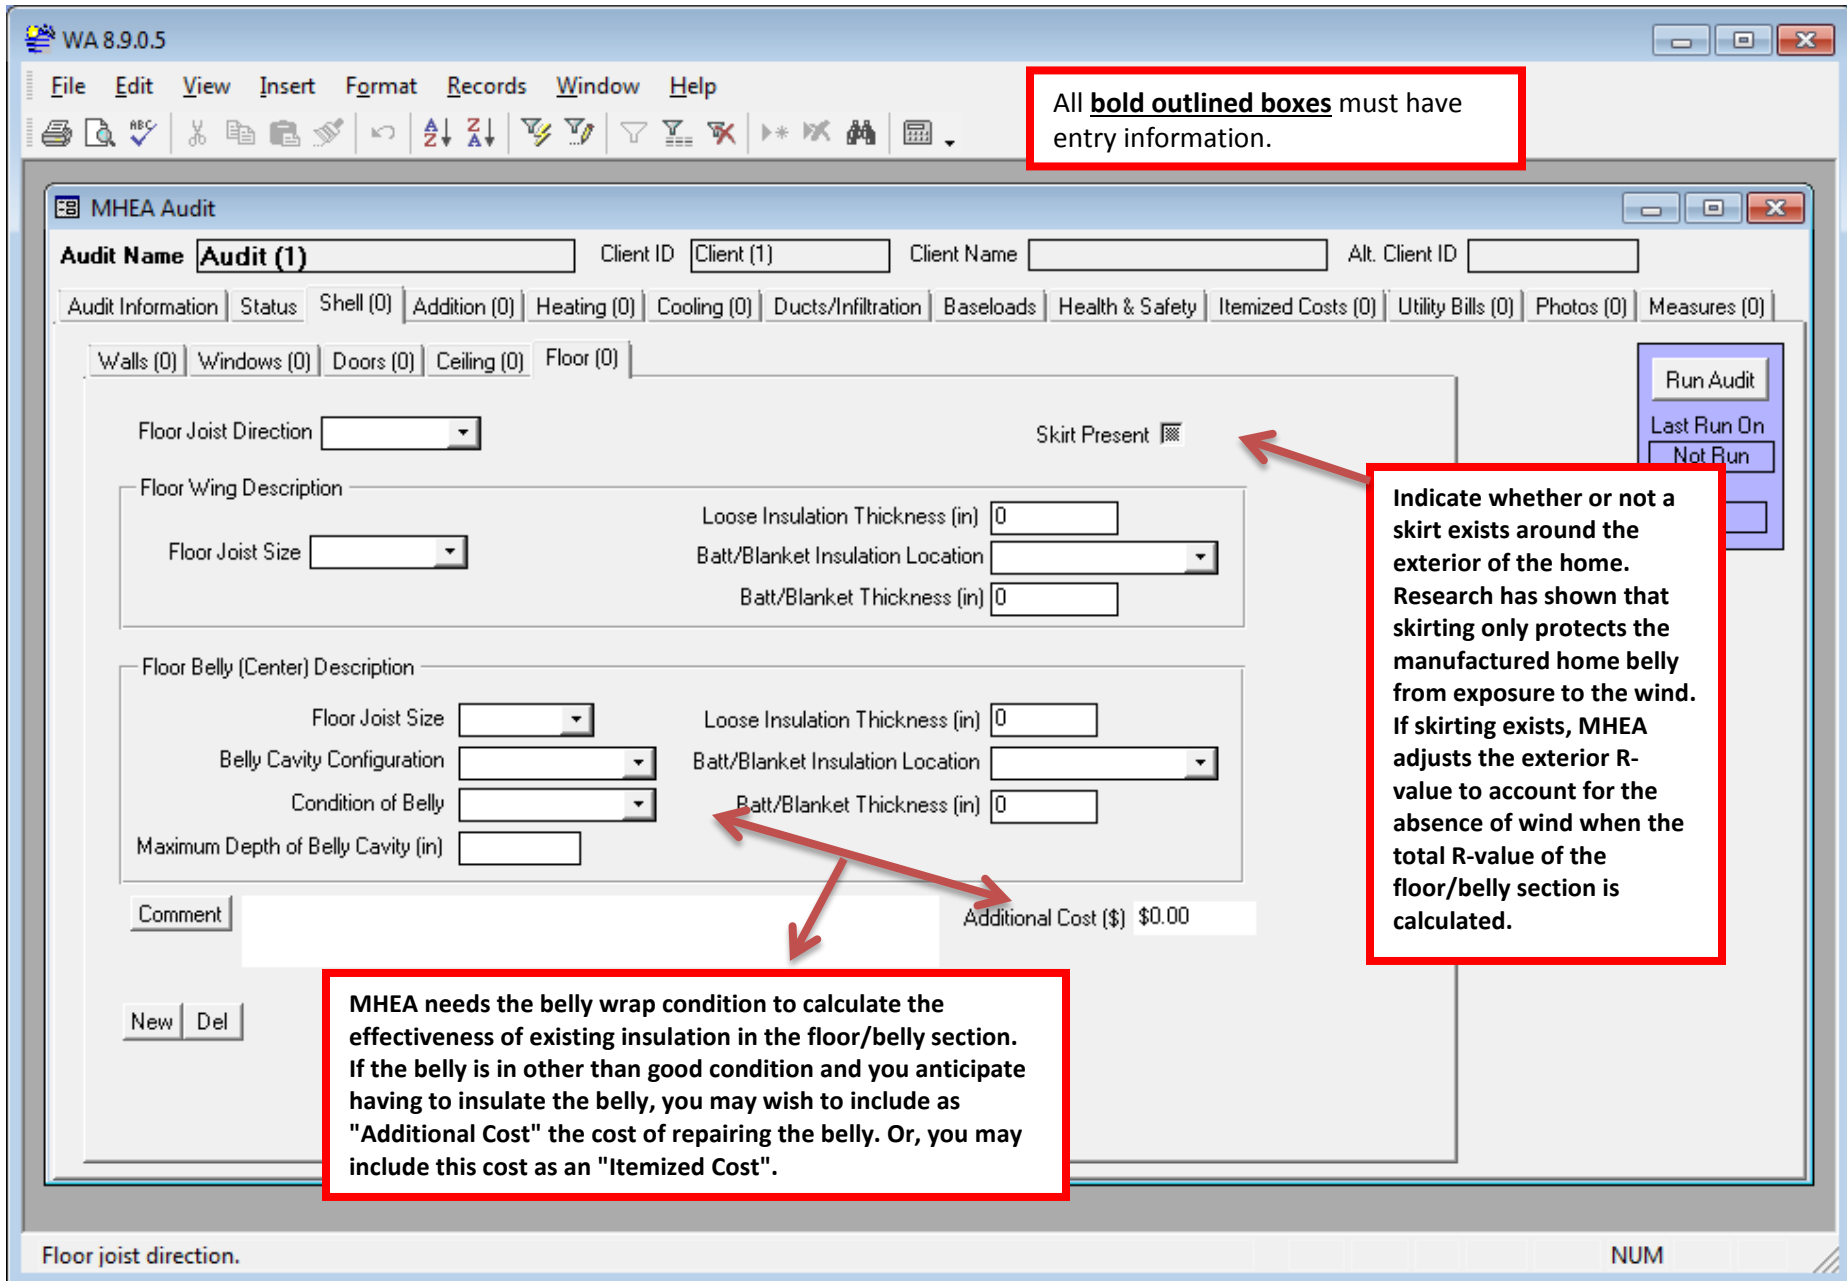 WA 8.9.0.5
File Edit View Insert Format Records Window Help
All bold outlined boxes must have
entry information.
MHEA Audit
Audit Name Audit (1) Client ID Client (1) Client Name Alt. Client ID
Audit Information Status Shell (0) Addition (0) Heating (0) Cooling (0) Ducts/Infiltration Baseloads Health & Safety Itemized Costs (0) Utility Bills (0) Photos (0) Measures (0)
Walls (0) Windows (0) Doors (0) Ceiling (0) Floor (0)
Run Audit
Last Run On
Not Run
Floor Joist Direction Skirt Present
Floor Wing Description
Loose Insulation Thickness (in) 0
Floor Joist Size Batt/Blanket Insulation Location
Batt/Blanket Thickness (in) 0
Indicate whether or not a
skirt exists around the
exterior of the home.
Research has shown that
skirting only protects the
manufactured home belly
from exposure to the wind.
If skirting exists, MHEA
adjusts the exterior R-
value to account for the
absence of wind when the
total R-value of the
floor/belly section is
calculated.
Floor Belly (Center) Description
Floor Joist Size Loose Insulation Thickness (in) 0
Belly Cavity Configuration Batt/Blanket Insulation Location
Condition of Belly Batt/Blanket Thickness (in) 0
Maximum Depth of Belly Cavity (in)
Comment Additional Cost ($) $0.00
MHEA needs the belly wrap condition to calculate the
effectiveness of existing insulation in the floor/belly section.
If the belly is in other than good condition and you anticipate
having to insulate the belly, you may wish to include as
"Additional Cost" the cost of repairing the belly. Or, you may
include this cost as an "Itemized Cost".
New Del
Floor joist direction. NUM